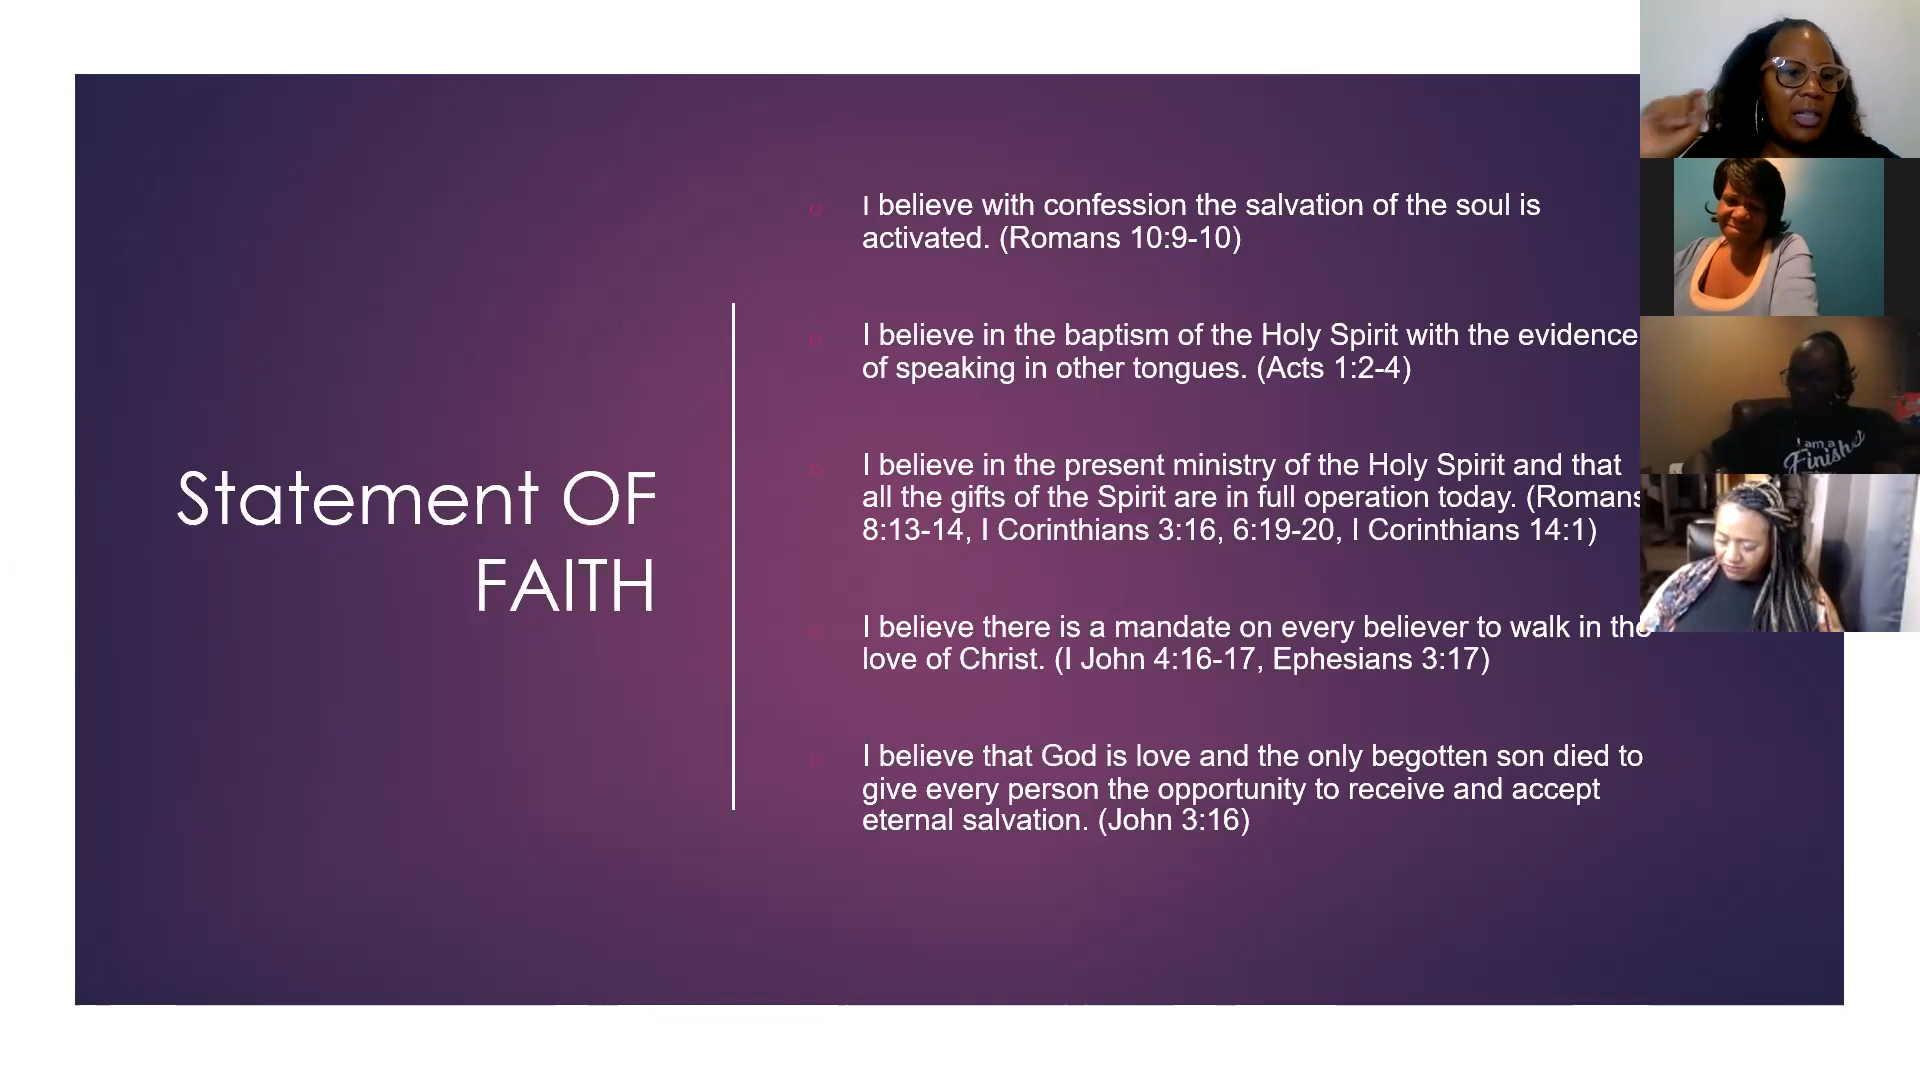 Statement OF
FAITH
I believe with confession the salvation of the soul is
activated. (Romans 10:9-10)
I believe in the baptism of the Holy Spirit with the evidence
of speaking in other tongues. (Acts 1:2-4)
I believe in the present ministry of the Holy Spirit and that
all the gifts of the Spirit are in full operation today. (Romans
8:13-14, I Corinthians 3:16, 6:19-20, I Corinthians 14:1)
I believe there is a mandate on every believer to walk in the
love of Christ. (I John 4:16-17, Ephesians 3:17)
I believe that God is love and the only begotten son died to
give every person the opportunity to receive and accept
eternal salvation. (John 3:16)
I am a
Finisher